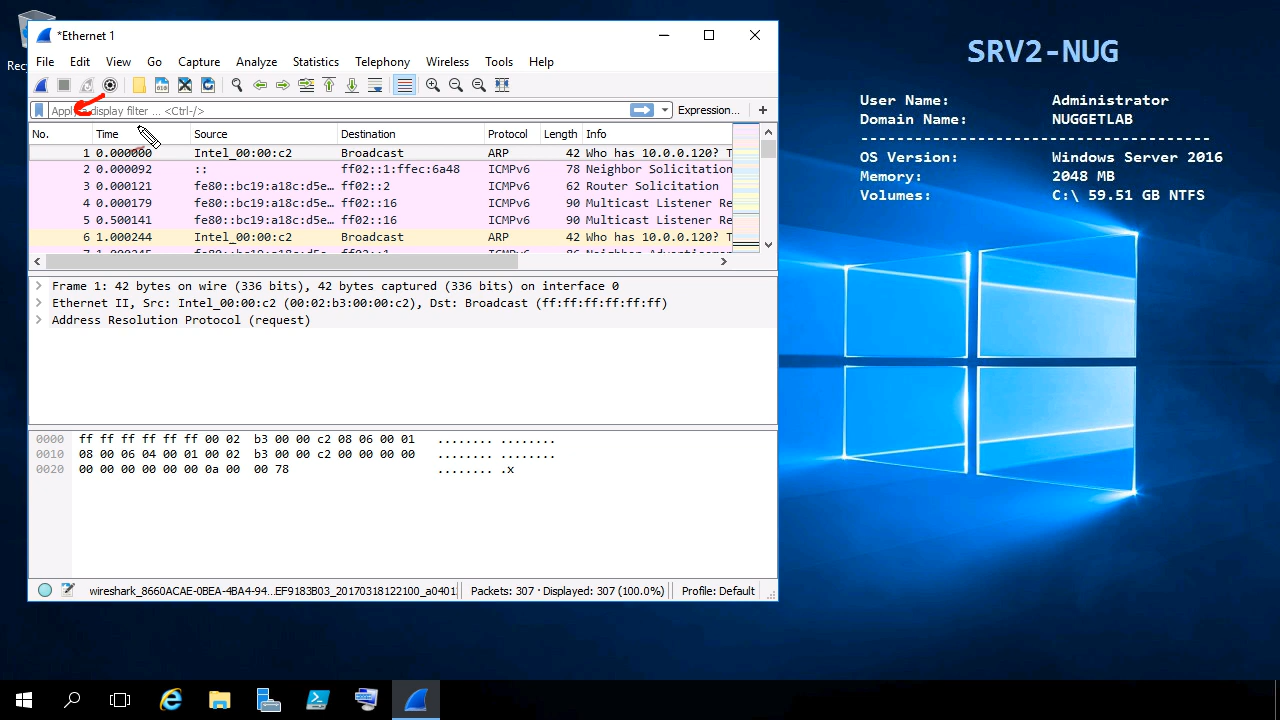 Recy
*Ethernet 1
File Edit View Go Capture Analyze Statistics Telephony Wireless Tools Help
Apply a display filter ... <Ctrl-/> Expression... +
No. Time Source Destination Protocol Length Info
1 0.000000 Intel_00:00:c2 Broadcast ARP 42 Who has 10.0.0.120? T
2 0.000092 :: ff02::1:ffec:6a48 ICMPv6 78 Neighbor Solicitation
3 0.000121 fe80::bc19:a18c:d5e… ff02::2 ICMPv6 62 Router Solicitation
4 0.000179 fe80::bc19:a18c:d5e… ff02::16 ICMPv6 90 Multicast Listener Re
5 0.500141 fe80::bc19:a18c:d5e… ff02::16 ICMPv6 90 Multicast Listener Re
6 1.000244 Intel_00:00:c2 Broadcast ARP 42 Who has 10.0.0.120? T
Frame 1: 42 bytes on wire (336 bits), 42 bytes captured (336 bits) on interface 0
Ethernet II, Src: Intel_00:00:c2 (00:02:b3:00:00:c2), Dst: Broadcast (ff:ff:ff:ff:ff:ff)
Address Resolution Protocol (request)
0000 ff ff ff ff ff ff 00 02 b3 00 00 c2 08 06 00 01 ........ ........
0010 08 00 06 04 00 01 00 02 b3 00 00 c2 00 00 00 00 ........ ........
0020 00 00 00 00 00 00 0a 00 00 78 ........ .x
wireshark_8660ACAE-0BEA-4BA4-94...EF9183B03_20170318122100_a0401 Packets: 307 · Displayed: 307 (100.0%) Profile: Default
SRV2-NUG
User Name: Administrator
Domain Name: NUGGETLAB
-----------------------------------
OS Version: Windows Server 2016
Memory: 2048 MB
Volumes: C:\ 59.51 GB NTFS